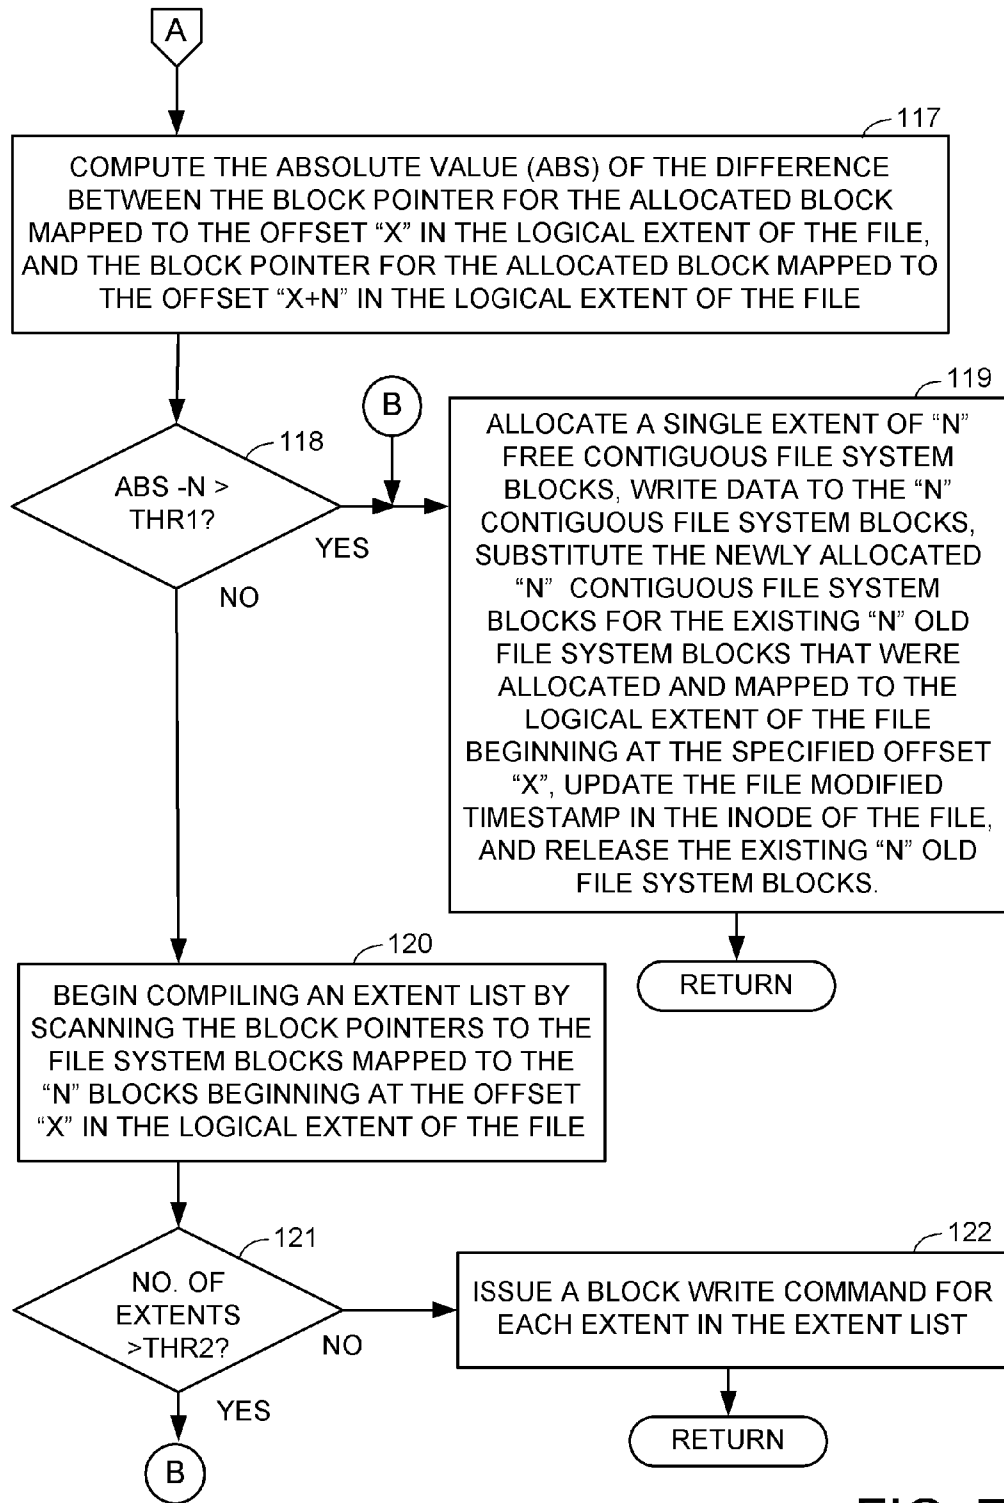 A
117
COMPUTE THE ABSOLUTE VALUE (ABS) OF THE DIFFERENCE
BETWEEN THE BLOCK POINTER FOR THE ALLOCATED BLOCK
MAPPED TO THE OFFSET “X” IN THE LOGICAL EXTENT OF THE FILE,
AND THE BLOCK POINTER FOR THE ALLOCATED BLOCK MAPPED TO
THE OFFSET “X+N” IN THE LOGICAL EXTENT OF THE FILE
118
ABS -N >
THR1?
YES
NO
B
119
ALLOCATE A SINGLE EXTENT OF “N”
FREE CONTIGUOUS FILE SYSTEM
BLOCKS, WRITE DATA TO THE “N”
CONTIGUOUS FILE SYSTEM BLOCKS,
SUBSTITUTE THE NEWLY ALLOCATED
“N” CONTIGUOUS FILE SYSTEM
BLOCKS FOR THE EXISTING “N” OLD
FILE SYSTEM BLOCKS THAT WERE
ALLOCATED AND MAPPED TO THE
LOGICAL EXTENT OF THE FILE
BEGINNING AT THE SPECIFIED OFFSET
“X”, UPDATE THE FILE MODIFIED
TIMESTAMP IN THE INODE OF THE FILE,
AND RELEASE THE EXISTING “N” OLD
FILE SYSTEM BLOCKS.
RETURN
120
BEGIN COMPILING AN EXTENT LIST BY
SCANNING THE BLOCK POINTERS TO THE
FILE SYSTEM BLOCKS MAPPED TO THE
“N” BLOCKS BEGINNING AT THE OFFSET
“X” IN THE LOGICAL EXTENT OF THE FILE
121
NO. OF
EXTENTS
>THR2?
NO
YES
B
122
ISSUE A BLOCK WRITE COMMAND FOR
EACH EXTENT IN THE EXTENT LIST
RETURN